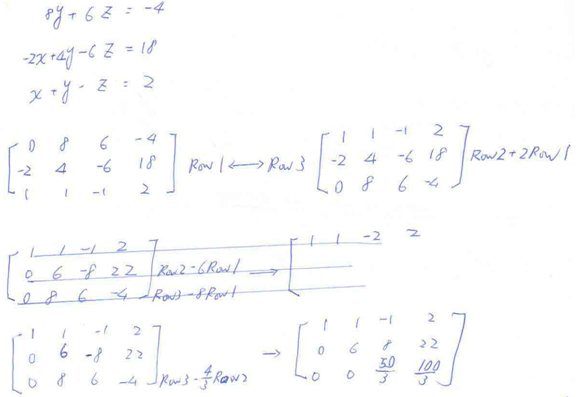 8y + 6z = -4
-2x+4y-6z = 18
x + y - z = 2
[ 0 8 6 -4
-2 4 -6 18
1 1 -1 2 ] Row 1 ⟷ Row 3 [ 1 1 -1 2
-2 4 -6 18
0 8 6 -4 ] Row2+2Row1
[ 1 1 -1 2
0 6 -8 22
0 8 6 -4 ] Row2-6Row1 Row3-8Row1 → [ 1 1 -2 2 ]
[ 1 1 -1 2
0 6 -8 22
0 8 6 -4 ] Row3-4/3Row2 → [ 1 1 -1 2
0 6 8 22
0 0 50/3 100/3 ]